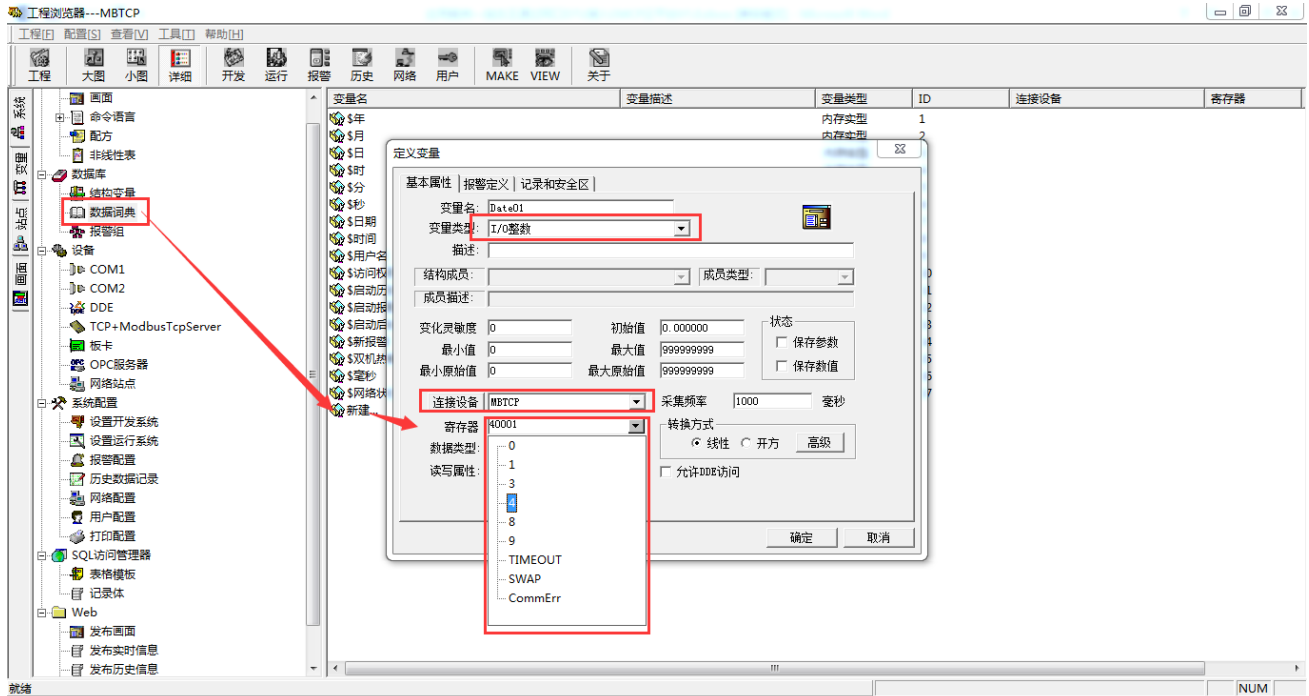 工程浏览器---MBTCP
工程[F] 配置[S] 查看[V] 工具[T] 帮助[H]
工程 大图 小图 详细 开发 运行 报警 历史 网络 用户 MAKE VIEW 关于
系统
变量
站点
画面
画面
命令语言
配方
非线性表
数据库
结构变量
数据词典
报警组
设备
COM1
COM2
DDE
TCP+ModbusTcpServer
板卡
OPC服务器
网络站点
系统配置
设置开发系统
设置运行系统
报警配置
历史数据记录
网络配置
用户配置
打印配置
SQL访问管理器
表格模板
记录体
Web
发布画面
发布实时信息
发布历史信息
变量名 变量描述 变量类型 ID 连接设备 寄存器
$年 内存实型 1
$月 内存实型 2
$日
$时
$分
$秒
$日期
$时间
$用户名
$访问权 0
$启动历 1
$启动报 2
$启动后 3
$新报警 4
$双机热 5
$毫秒 6
$网络状 7
新建...
定义变量
基本属性 报警定义 记录和安全区
变量名: Date01
变量类型: I/O整数
描述:
结构成员: 成员类型:
成员描述:
变化灵敏度 0 初始值 0.000000 状态
保存参数
最小值 0 最大值 999999999
保存数值
最小原始值 0 最大原始值 999999999
连接设备 MBTCP 采集频率 1000 毫秒
寄存器 40001 转换方式
数据类型: 线性 开方 高级
读写属性: 允许DDE访问
0
1
3
4
8
9
TIMEOUT
SWAP
CommErr
确定 取消
就绪 NUM